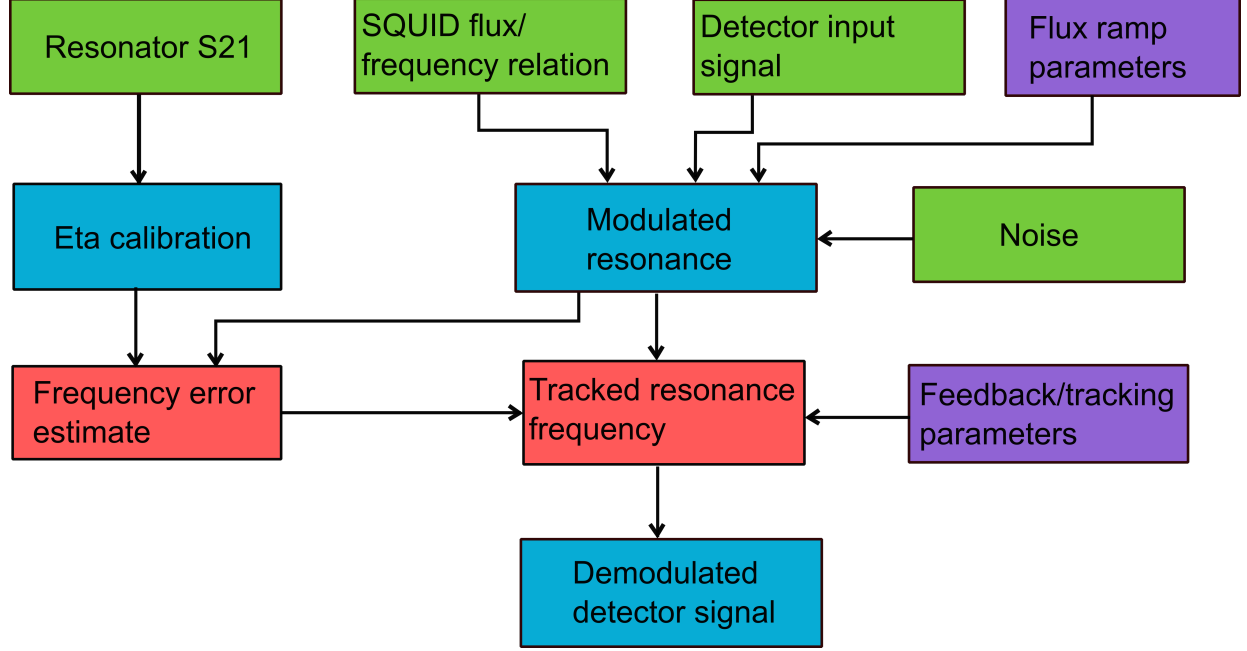 Resonator S21
SQUID flux/
frequency relation
Detector input
signal
Flux ramp
parameters
Eta calibration
Modulated
resonance
Noise
Frequency error
estimate
Tracked resonance
frequency
Feedback/tracking
parameters
Demodulated
detector signal